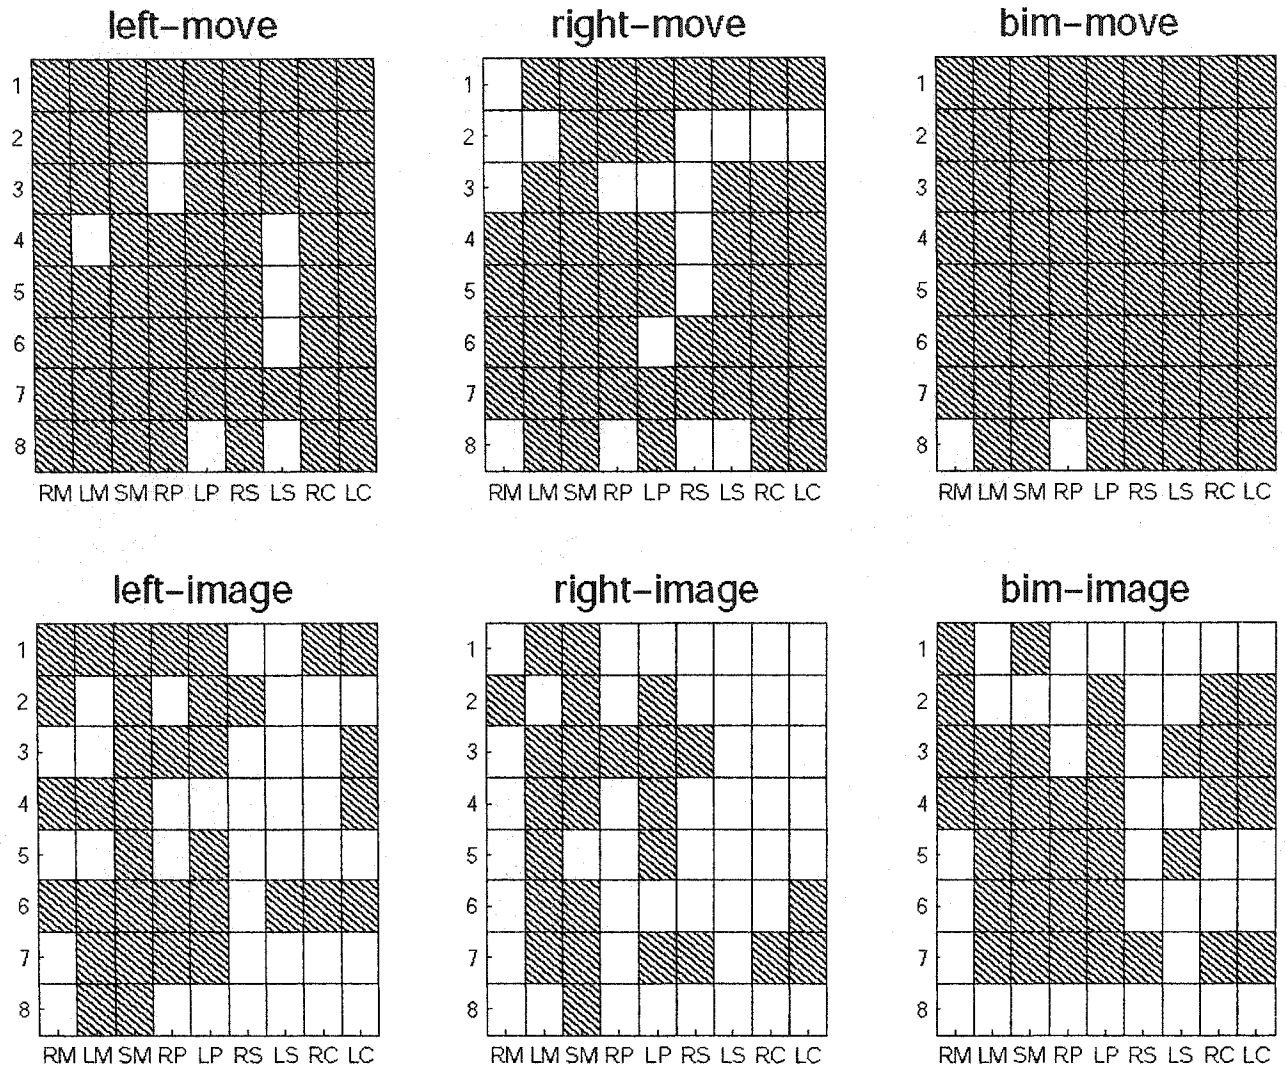 left-move right-move bim-move
1 1 1
2 2 2
3 3 3
4 4 4
5 5 5
6 6 6
7 7 7
8 8 8
RM LM SM RP LP RS LS RC LC RM LM SM RP LP RS LS RC LC RM LM SM RP LP RS LS RC LC
left-image right-image bim-image
1 1 1
2 2 2
3 3 3
4 4 4
5 5 5
6 6 6
7 7 7
8 8 8
RM LM SM RP LP RS LS RC LC RM LM SM RP LP RS LS RC LC RM LM SM RP LP RS LS RC LC